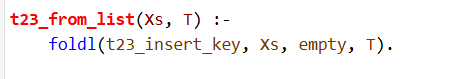 t23_from_list(Xs, T) :-
    foldl(t23_insert_key, Xs, empty, T).